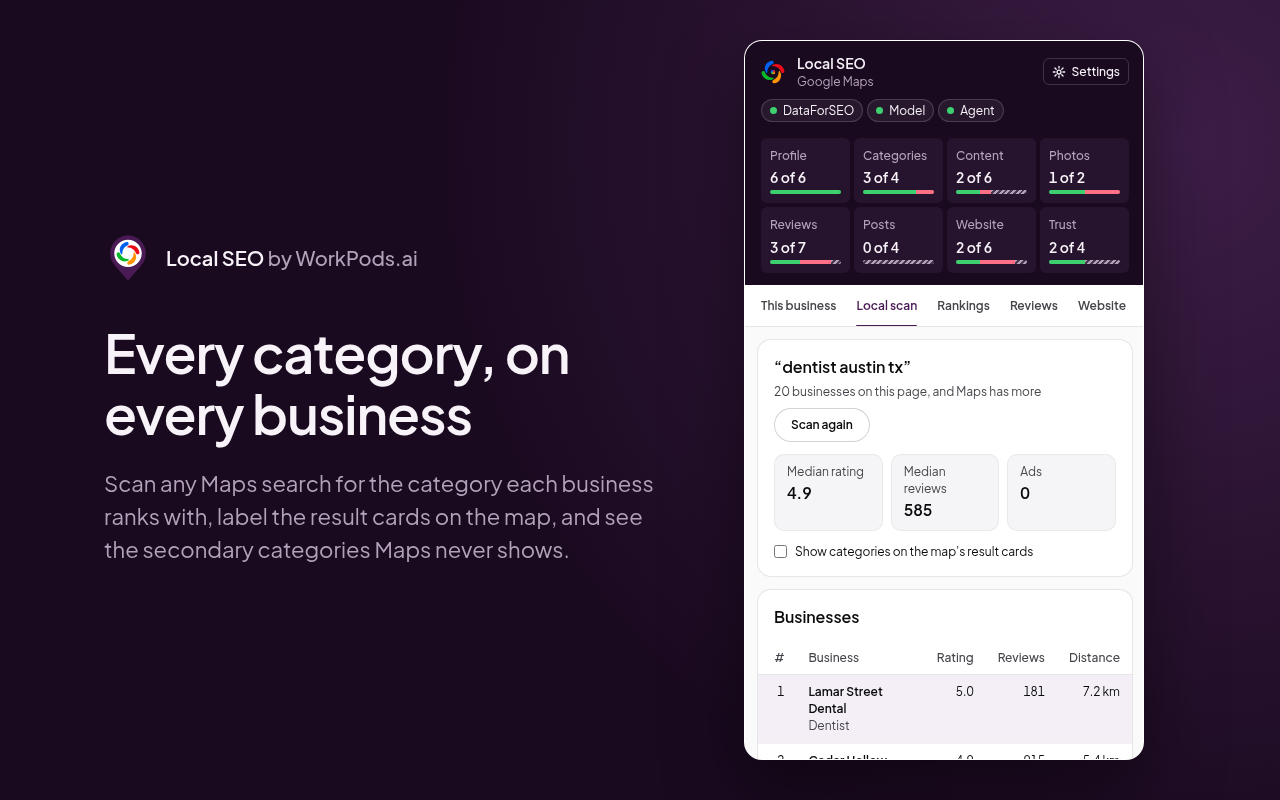 Local SEO by WorkPods.ai
Every category, on
every business
Scan any Maps search for the category each business
ranks with, label the result cards on the map, and see
the secondary categories Maps never shows.
Local SEO
Google Maps
Settings
DataForSEO Model Agent
Profile Categories Content Photos
6 of 6 3 of 4 2 of 6 1 of 2
Reviews Posts Website Trust
3 of 7 0 of 4 2 of 6 2 of 4
This business Local scan Rankings Reviews Website
“dentist austin tx”
20 businesses on this page, and Maps has more
Scan again
Median rating
4.9
Median
reviews
585
Ads
0
Show categories on the map’s result cards
Businesses
# Business Rating Reviews Distance
1 Lamar Street 5.0 181 7.2 km
Dental
Dentist